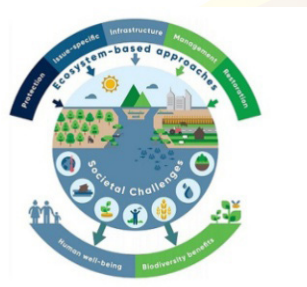 Protection
Issue-specific
Infrastructure
Management
Restoration
Ecosystem-based approaches
Societal Challenges
Human well-being
Biodiversity benefits